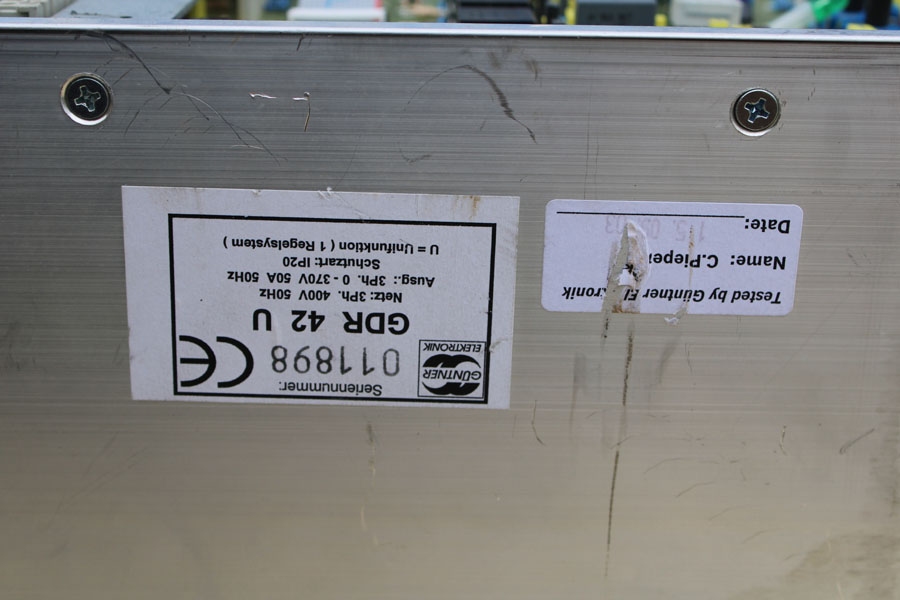 Seriennummer:
GÜNTNER
ELEKTRONIK
011898
CE
GDR 42 U
Netz: 3Ph. 400V 50Hz
Ausg.: 3Ph. 0 - 370V 50A 50Hz
Schutzart: IP20
U = Unifunktion ( 1 Regelsystem )
Tested by Güntner
Name: C.Pieper
Date: